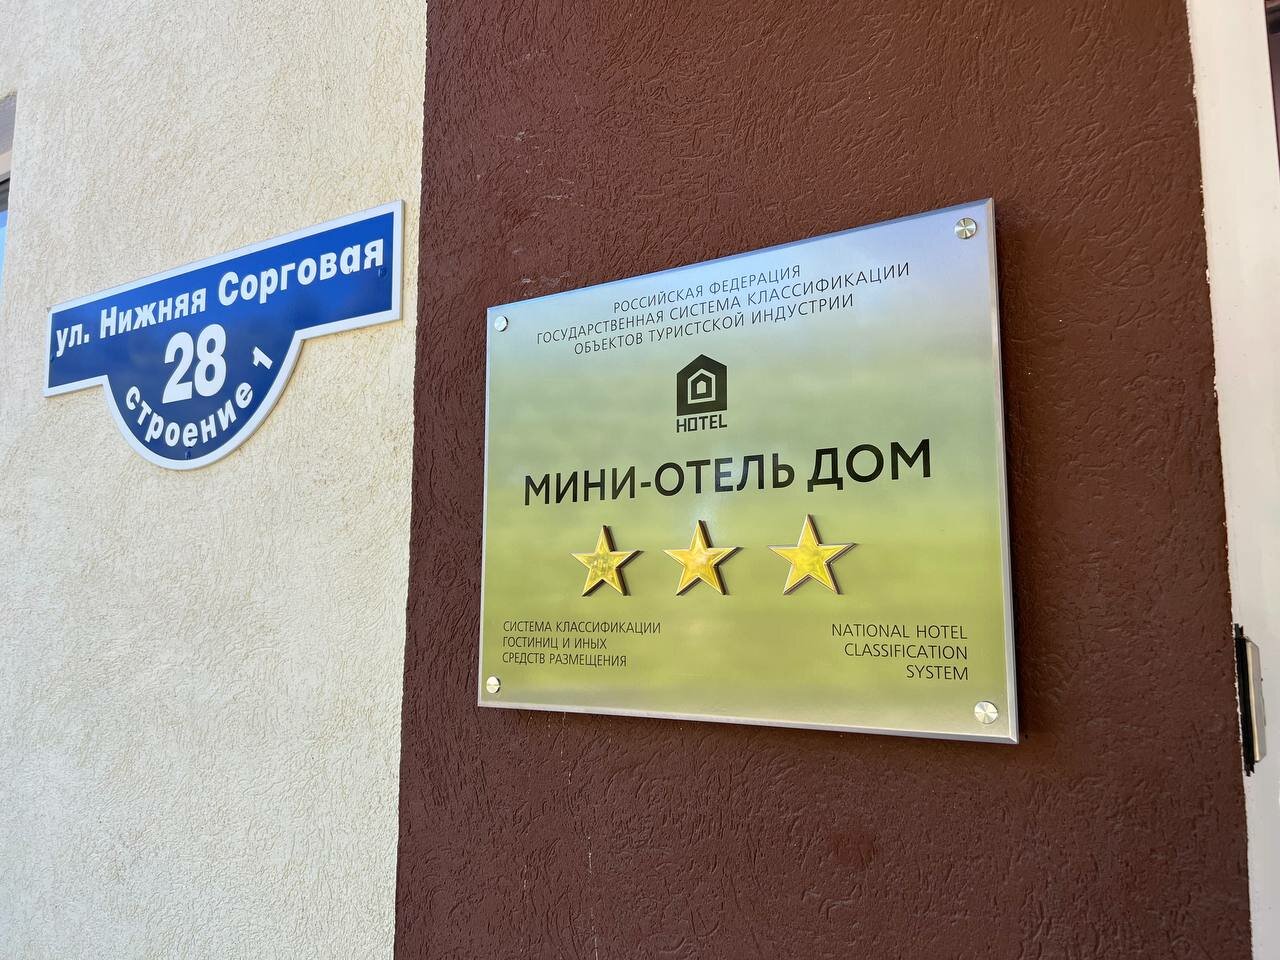 ул. Нижняя Сорговая
28
строение 1
РОССИЙСКАЯ ФЕДЕРАЦИЯ
ГОСУДАРСТВЕННАЯ СИСТЕМА КЛАССИФИКАЦИИ
ОБЪЕКТОВ ТУРИСТСКОЙ ИНДУСТРИИ
HOTEL
МИНИ-ОТЕЛЬ ДОМ
СИСТЕМА КЛАССИФИКАЦИИ
ГОСТИНИЦ И ИНЫХ
СРЕДСТВ РАЗМЕЩЕНИЯ
NATIONAL HOTEL
CLASSIFICATION
SYSTEM